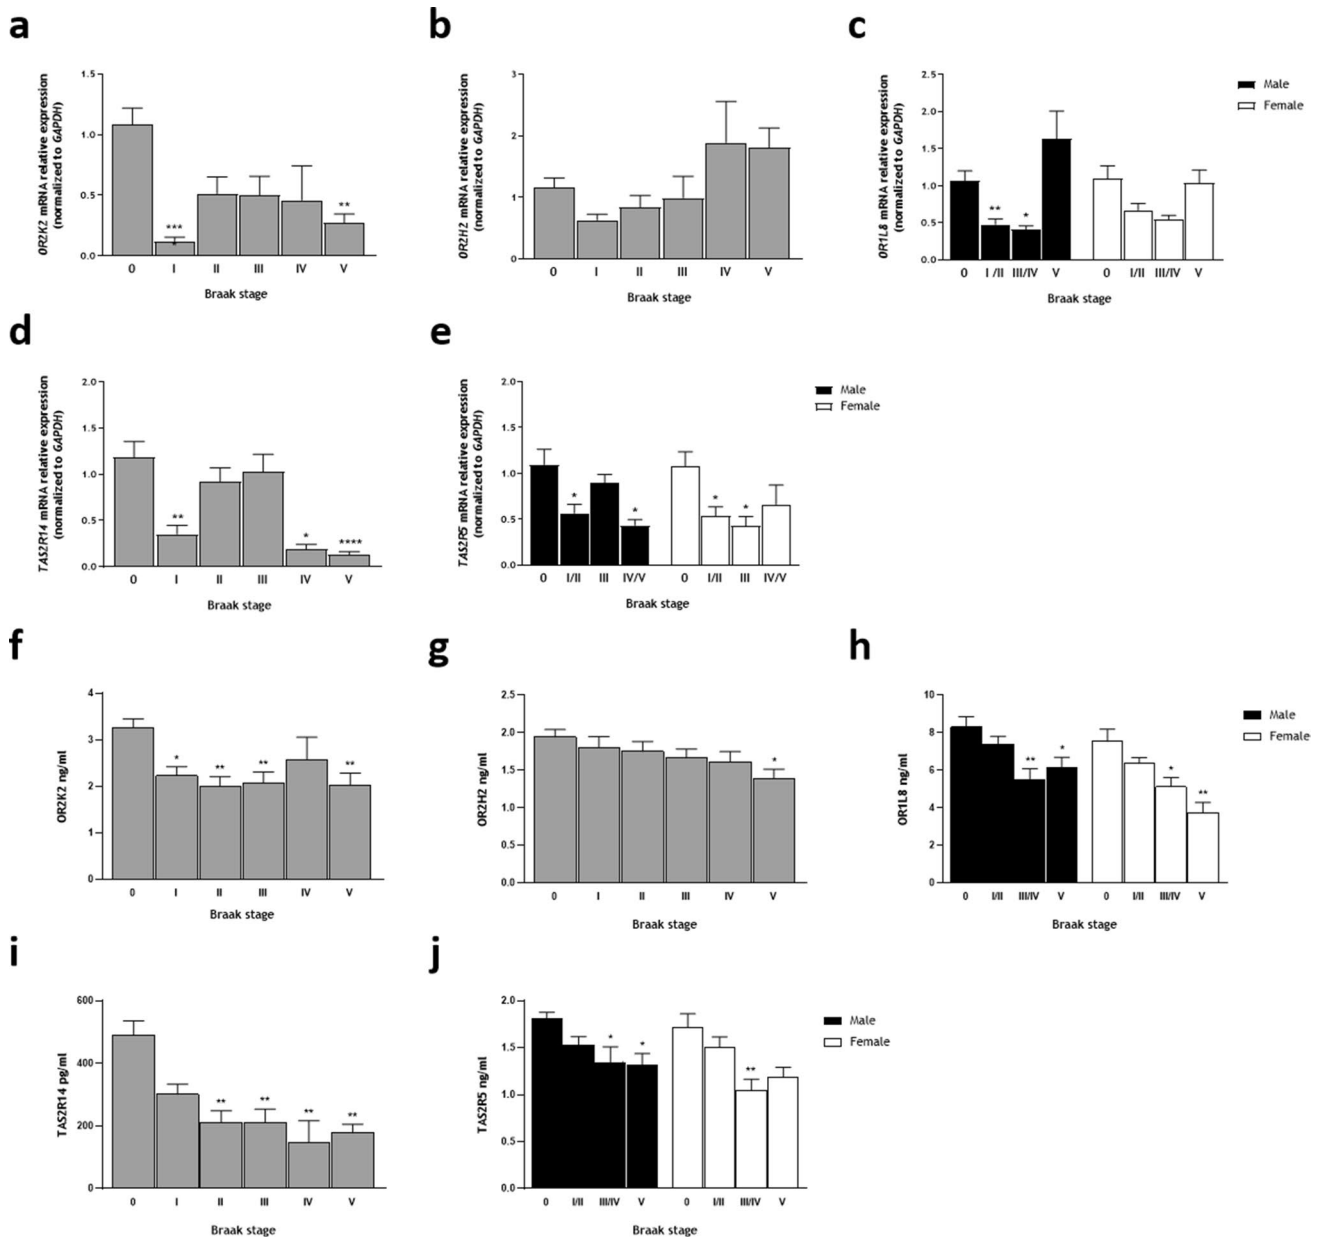 a
b
c
0R2K2 mRNA relative expression
(normalized to GAPDH)
1.5
1.0
0.5
0.0
***
*
**
0 I II III IV V
Braak stage
0R2H2 mRNA relative expression
(normalized to GAPDH)
3
2
1
0
0 I II III IV V
Braak stage
0R1L8 mRNA relative expression
(normalized to GAPDH)
2.5
2.0
1.5
1.0
0.5
0.0
**
*
0 I /II III/IV V 0 I/II III/IV V
Braak stage
Male
Female
d
e
TAS2R14 mRNA relative expression
(normalized to GAPDH)
2.0
1.5
1.0
0.5
0.0
**
*
****
0 I II III IV V
Braak stage
TAS2R5 mRNA relative expression
(normalized to GAPDH)
2.0
1.5
1.0
0.5
0.0
*
*
*
*
0 I/II III IV/V 0 I/II III IV/V
Braak stage
Male
Female
f
g
h
OR2K2 ng/ml
4
3
2
1
0
*
**
**
**
0 I II III IV V
Braak stage
OR2H2 ng/ml
2.5
2.0
1.5
1.0
0.5
0.0
*
0 I II III IV V
Braak stage
OR1L8 ng/ml
10
8
6
4
2
0
**
*
*
**
0 I/II III/IV V 0 I/II III/IV V
Braak stage
Male
Female
i
j
TAS2R14 pg/ml
600
400
200
0
**
**
**
**
0 I II III IV V
Braak stage
TAS2R5 ng/ml
2.0
1.5
1.0
0.5
0.0
*
*
**
0 I/II III/IV V 0 I/II III/IV V
Braak stage
Male
Female